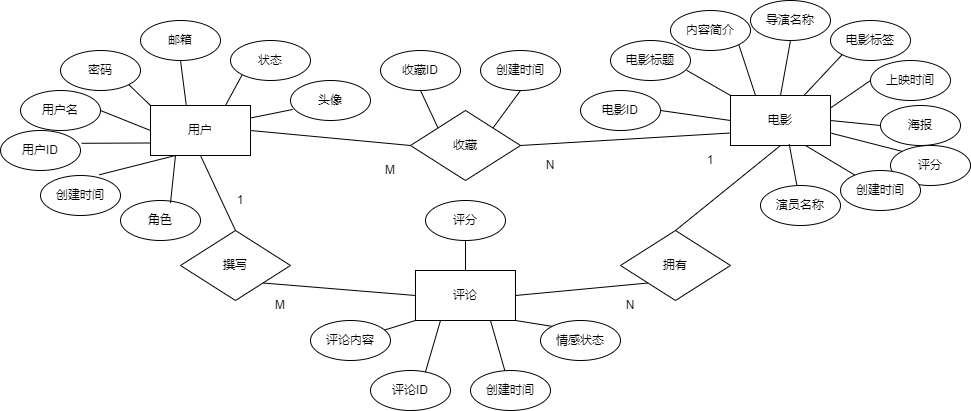 导演名称
内容简介
邮箱
电影标签
状态
电影标题
密码
收藏ID
创建时间
上映时间
头像
用户名
电影ID
用户
电影
海报
收藏
用户ID
M
N
1
评分
创建时间
创建时间
1
角色
演员名称
评分
撰写
拥有
评论
M
N
评论内容
情感状态
评论ID
创建时间